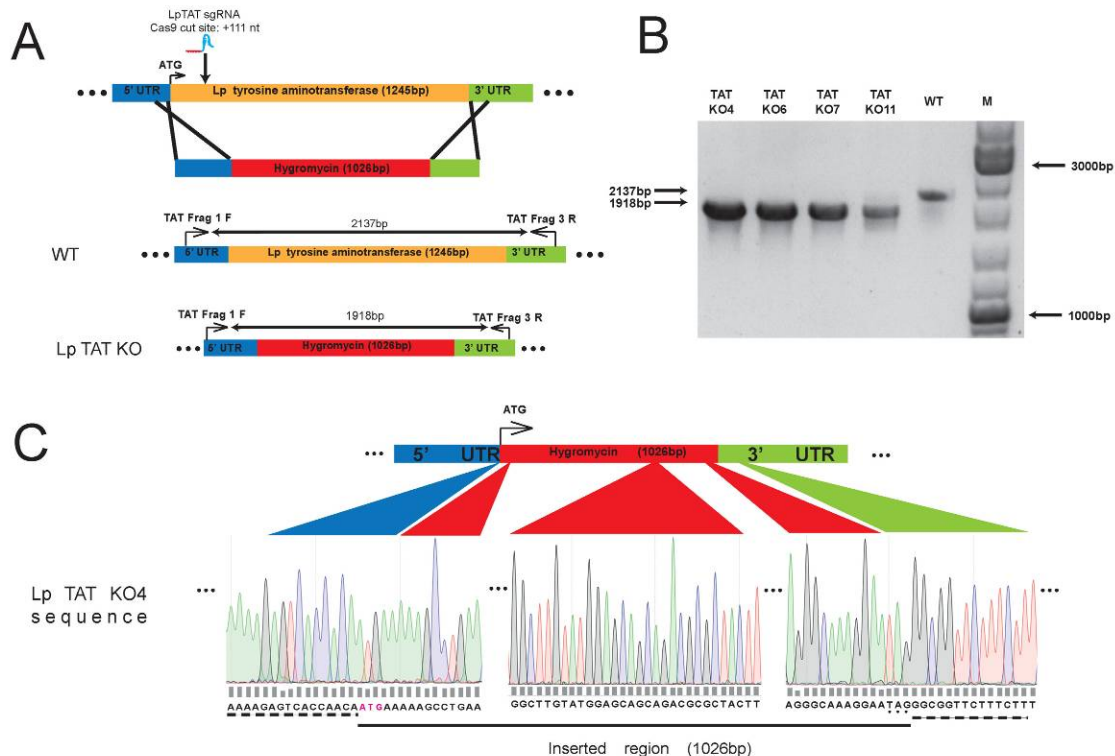 A
LpTAT sgRNA
Cas9 cut site: +111 nt
ATG
5' UTR
Lp tyrosine aminotransferase (1245bp)
3' UTR
Hygromycin (1026bp)
TAT Frag 1 F
2137bp
TAT Frag 3 R
WT
5' UTR
Lp tyrosine aminotransferase (1245bp)
3' UTR
TAT Frag 1 F
1918bp
TAT Frag 3 R
Lp TAT KO
5' UTR
Hygromycin (1026bp)
3' UTR
B
TAT KO4
TAT KO6
TAT KO7
TAT KO11
WT
M
2137bp
1918bp
3000bp
1000bp
C
ATG
5' UTR
Hygromycin (1026bp)
3' UTR
Lp TAT KO4
sequence
AAAAGAGTCACCAACAATGAAAAAGCCTGAA
GGCTTGTATGGAGCAGCAGACGCGCTACTT
AGGGCAAAGGAATAGGGCGGTTCTTTCTTT
Inserted region (1026bp)